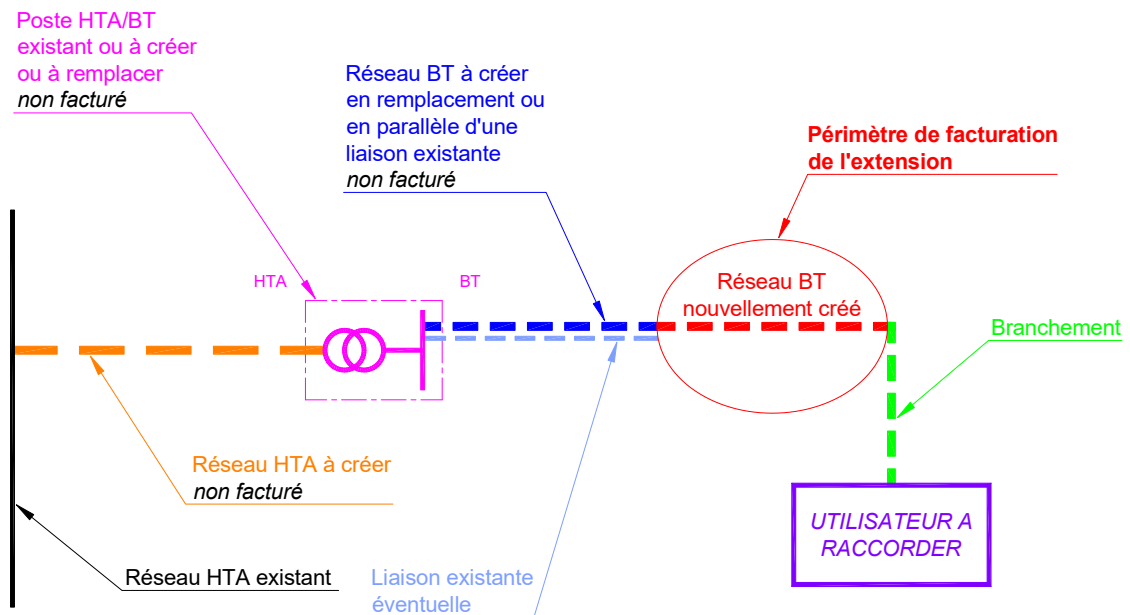 Poste HTA/BT
existant ou à créer
ou à remplacer
non facturé
Réseau BT à créer
en remplacement ou
en parallèle d'une
liaison existante
non facturé
Périmètre de facturation
de l'extension
HTA
BT
Réseau BT
nouvellement créé
Branchement
Réseau HTA à créer
non facturé
UTILISATEUR A
RACCORDER
Réseau HTA existant
Liaison existante
éventuelle